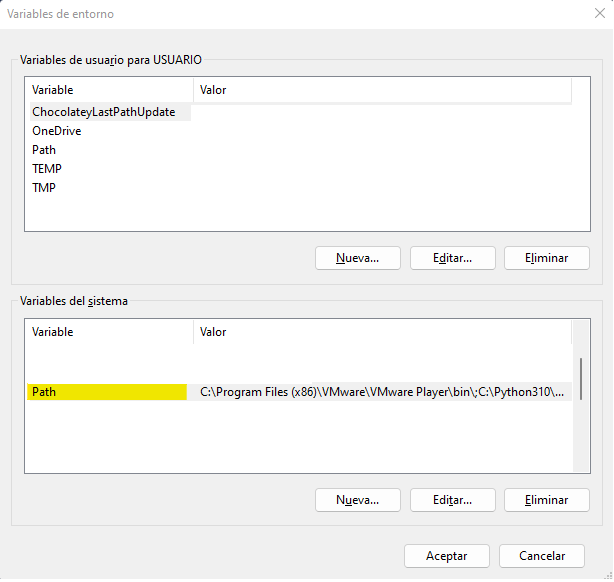 Variables de entorno
Variables de usuario para USUARIO
Variable Valor
ChocolateyLastPathUpdate
OneDrive
Path
TEMP
TMP
Nueva... Editar... Eliminar
Variables del sistema
Variable Valor
Path C:\Program Files (x86)\VMware\VMware Player\bin\;C:\Python310\...
Nueva... Editar... Eliminar
Aceptar Cancelar